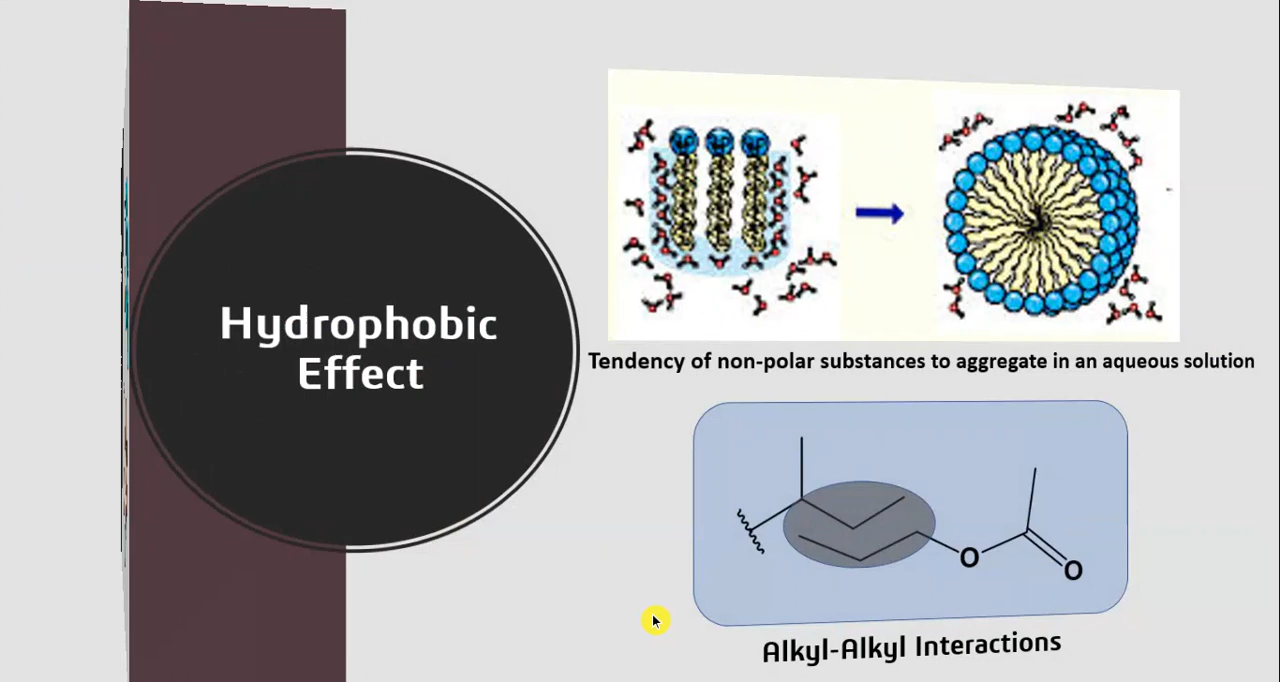 Hydrophobic
Effect
Tendency of non-polar substances to aggregate in an aqueous solution
O
O
Alkyl-Alkyl Interactions